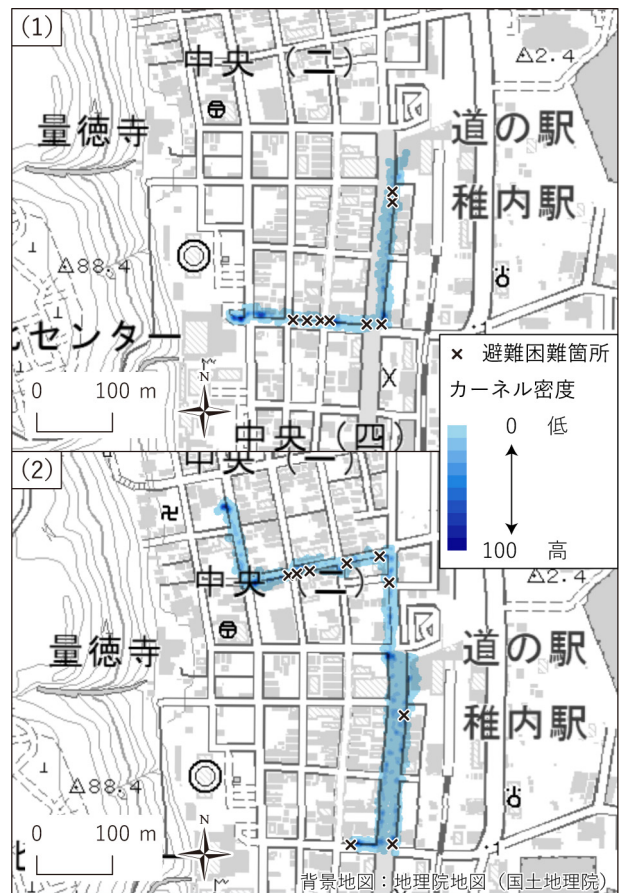 (1)
中央（二）
△2.4
量徳寺
道の駅
稚内駅
△88.4
センター
・1
0 100 m
N
中央（四）
× 避難困難箇所
カーネル密度
0 低
100 高
(2)
中央（一）
卍
中央（二）
△2.4
量徳寺
道の駅
稚内駅
△88.4
0 100 m
N
・1
背景地図：地理院地図（国土地理院）